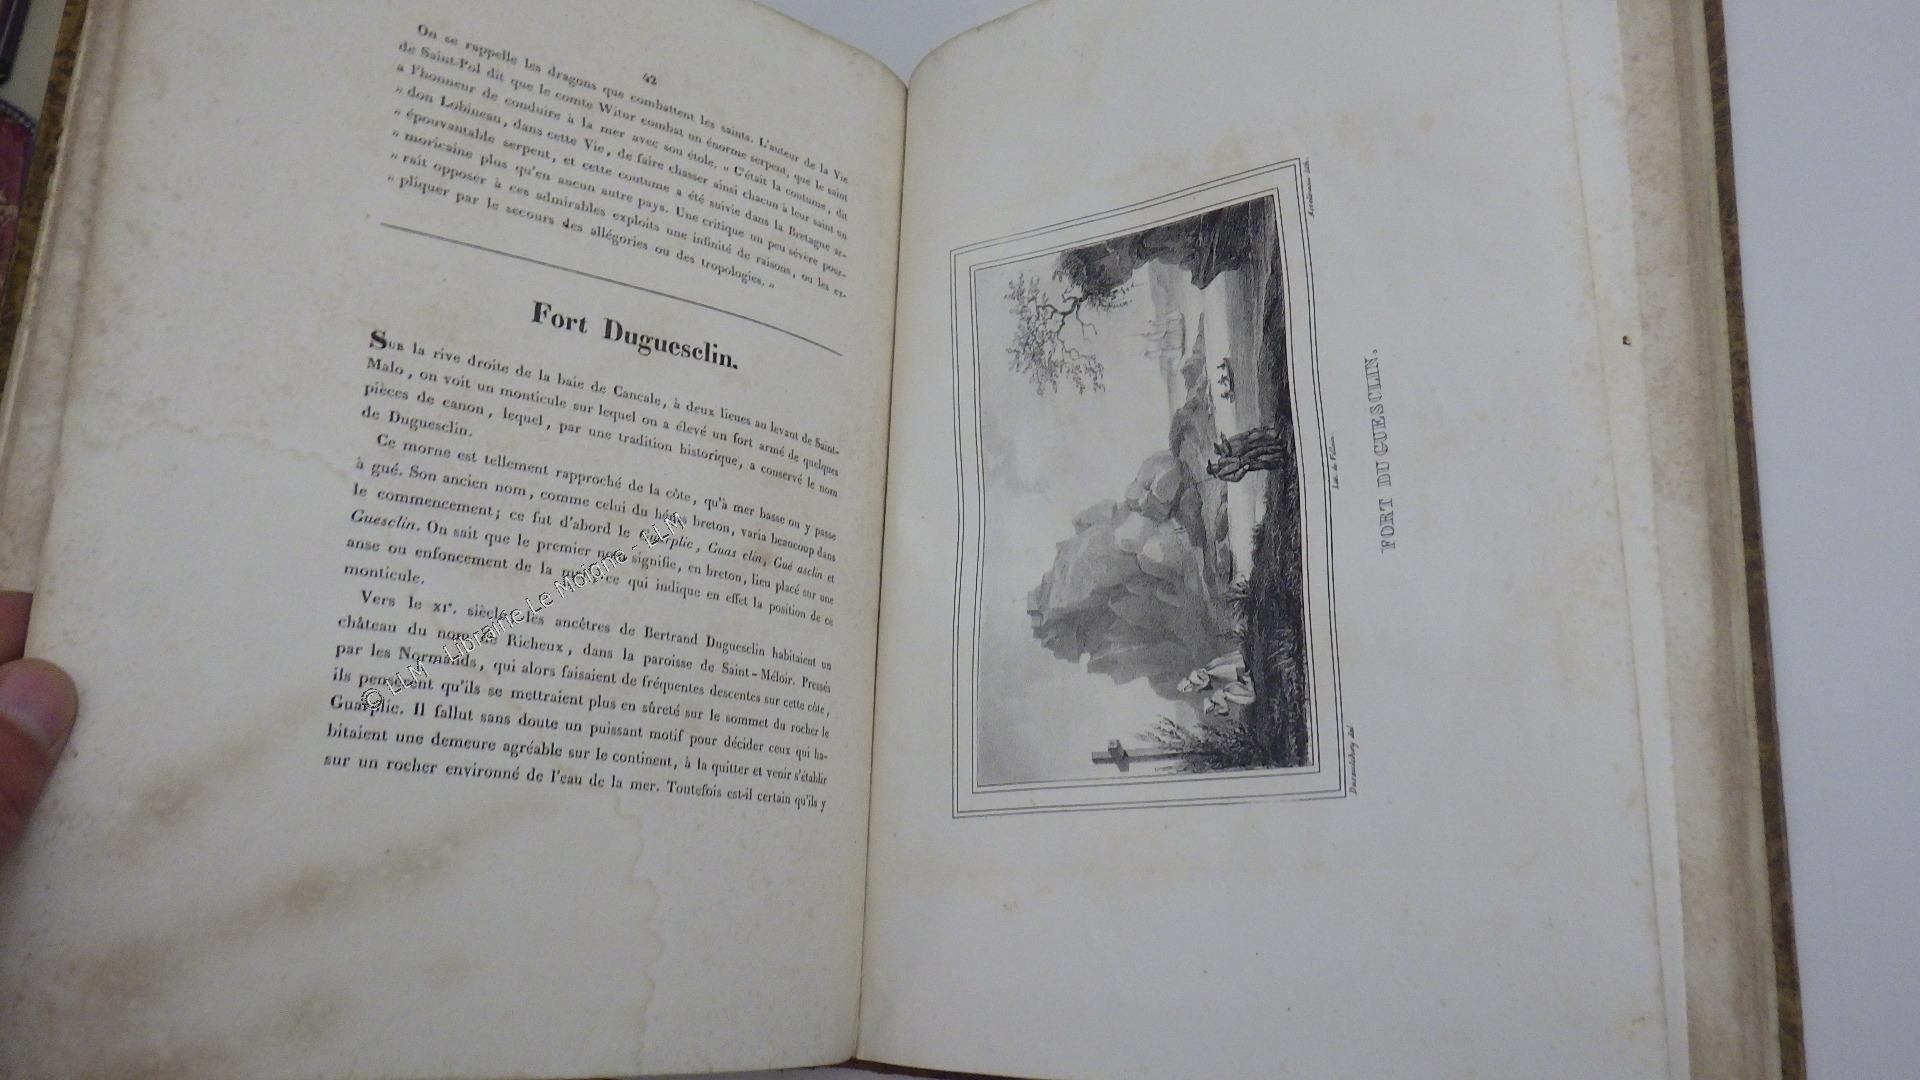 42
On se rappelle les dragons que combattent les saints. L'auteur de la Vie
de Saint-Pol dit que le comte Witur combat un énorme serpent, que le saint
a l'honneur de conduire à la mer avec son étole. « C'était la coutume, dit
» don Lobineau, dans cette Vie, de faire chasser ainsi chacun à leur saint un
» épouvantable serpent, et cette coutume a été suivie dans la Bretagne ar-
» moricaine plus qu'en aucun autre pays. Une critique un peu sévère pour-
» rait opposer à ces admirables exploits une infinité de raisons, ou les ex-
» pliquer par le secours des allégories ou des tropologies. »
Fort Duguesclin.
SUR la rive droite de la baie de Cancale, à deux lieues au levant de Saint-
Malo, on voit un monticule sur lequel on a élevé un fort armé de quelques
pièces de canon, lequel, par une tradition historique, a conservé le nom
de Duguesclin.
Ce morne est tellement rapproché de la côte, qu'à mer basse on y passe
à gué. Son ancien nom, comme celui du héros breton, varia beaucoup dans
le commencement; ce fut d'abord le Guarplic, Guas clin, Gué asclin et
Guesclin. On sait que le premier nom signifie, en breton, lieu placé sur une
anse ou enfoncement de la mer, ce qui indique en effet la position de ce
monticule.
Vers le XIe. siècle, les ancêtres de Bertrand Duguesclin habitaient un
château du nom de Richeux, dans la paroisse de Saint-Méloir. Pressés
par les Normands, qui alors faisaient de fréquentes descentes sur cette côte,
ils pensèrent qu'ils se mettraient plus en sûreté sur le sommet du rocher le
Guarplic. Il fallut sans doute un puissant motif pour décider ceux qui ha-
bitaient une demeure agréable sur le continent, à la quitter et venir s'établir
sur un rocher environné de l'eau de la mer. Toutefois est-il certain qu'ils y
© LLM - Librairie Le Moigne - LLM
del.
Lith. de
lith.
FORT DU GUESCLIN.